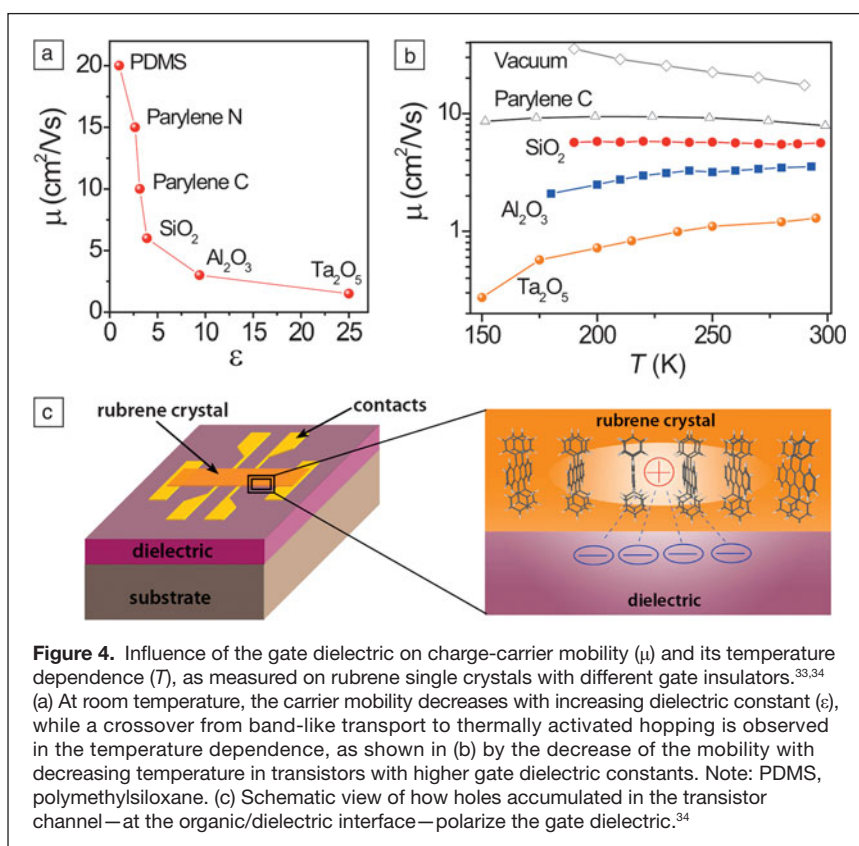 a
20
15
10
5
0
μ (cm²/Vs)
PDMS
Parylene N
Parylene C
SiO₂
Al₂O₃
Ta₂O₅
0 5 10 15 20 25
ε
b
10
1
μ (cm²/Vs)
Vacuum
Parylene C
SiO₂
Al₂O₃
Ta₂O₅
150 200 250 300
T (K)
c
rubrene crystal
contacts
dielectric
substrate
rubrene crystal
+
− − − −
dielectric
Figure 4. Influence of the gate dielectric on charge-carrier mobility (μ) and its temperature
dependence (T), as measured on rubrene single crystals with different gate insulators.³³,³⁴
(a) At room temperature, the carrier mobility decreases with increasing dielectric constant (ε),
while a crossover from band-like transport to thermally activated hopping is observed
in the temperature dependence, as shown in (b) by the decrease of the mobility with
decreasing temperature in transistors with higher gate dielectric constants. Note: PDMS,
polymethylsiloxane. (c) Schematic view of how holes accumulated in the transistor
channel—at the organic/dielectric interface—polarize the gate dielectric.³⁴